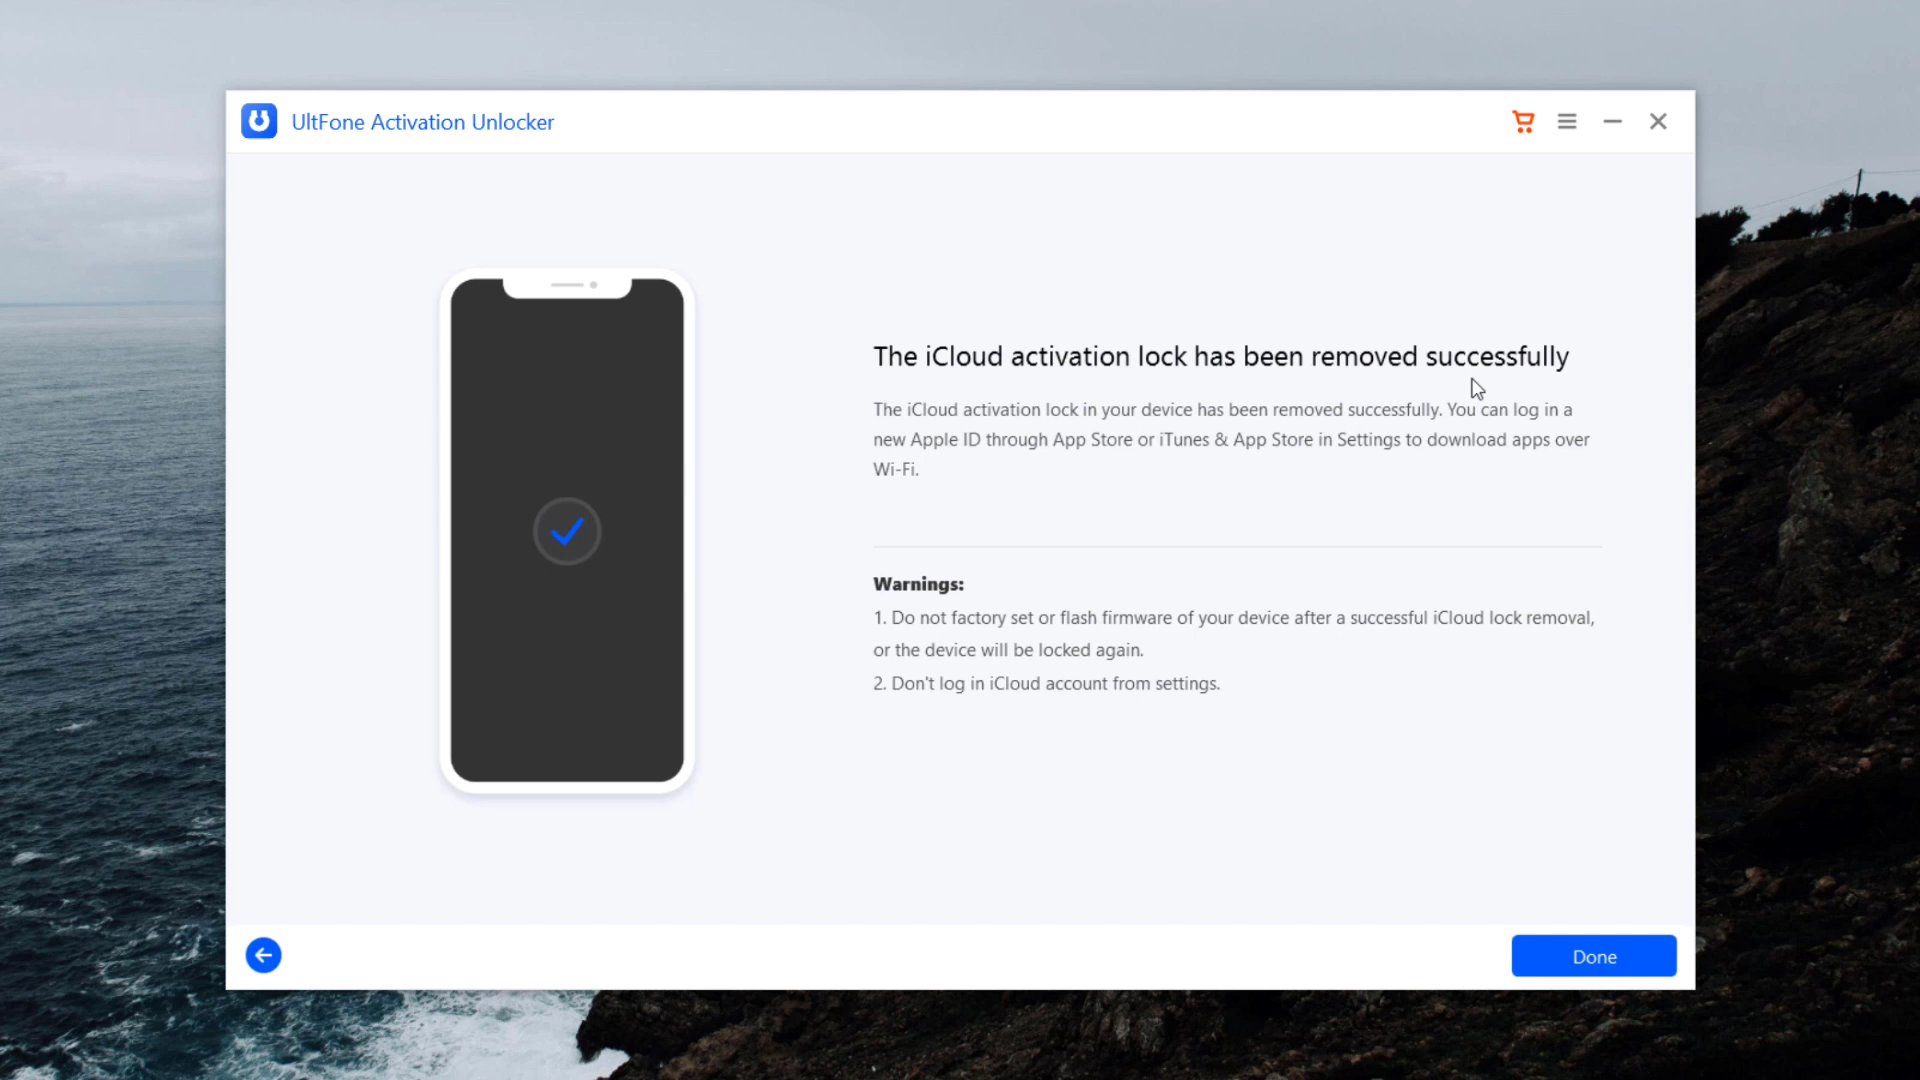 UltFone Activation Unlocker
The iCloud activation lock has been removed successfully
The iCloud activation lock in your device has been removed successfully. You can log in a
new Apple ID through App Store or iTunes & App Store in Settings to download apps over
Wi-Fi.
Warnings:
1. Do not factory set or flash firmware of your device after a successful iCloud lock removal,
or the device will be locked again.
2. Don't log in iCloud account from settings.
Done